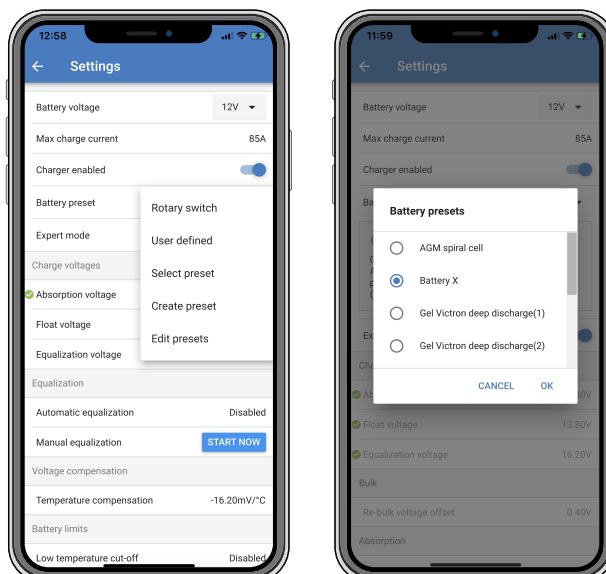 12:58
Settings
Battery voltage 12V
Max charge current 85A
Charger enabled
Battery preset
Expert mode
Rotary switch
User defined
Select preset
Create preset
Edit presets
Charge voltages
Absorption voltage
Float voltage
Equalization voltage
Equalization
Automatic equalization Disabled
Manual equalization START NOW
Voltage compensation
Temperature compensation -16.20mV/°C
Battery limits
Low temperature cut-off Disabled
11:59
Settings
Battery voltage 12V
Max charge current 85A
Charger enabled
Ba
Battery presets
AGM spiral cell
Battery X
Gel Victron deep discharge(1)
Gel Victron deep discharge(2)
CANCEL OK
Ex
Cha
Ab
Float voltage 13.80V
Equalization voltage 16.20V
Bulk
Re-bulk voltage offset 0.40V
Absorption